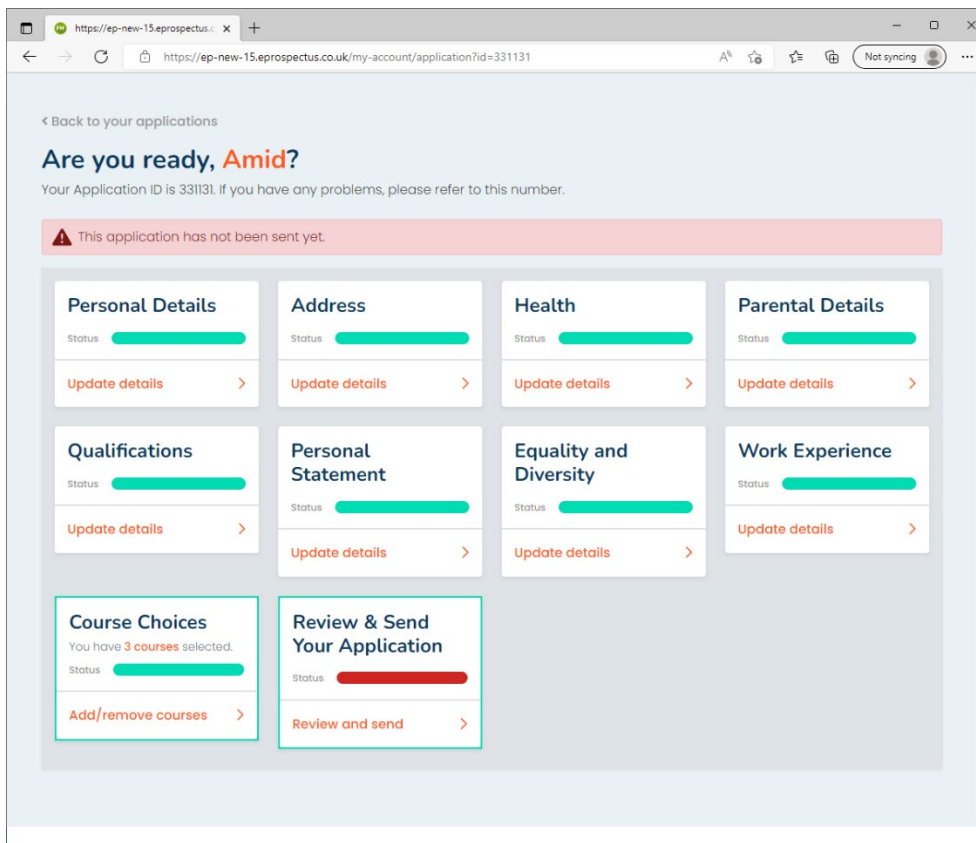 https://ep-new-15.eprospectus.c
https://ep-new-15.eprospectus.co.uk/my-account/application?id=331131
Not syncing
Back to your applications
Are you ready, Amid?
Your Application ID is 331131. If you have any problems, please refer to this number.
This application has not been sent yet.
Personal Details
Status
Update details
Address
Status
Update details
Health
Status
Update details
Parental Details
Status
Update details
Qualifications
Status
Update details
Personal
Statement
Status
Update details
Equality and
Diversity
Status
Update details
Work Experience
Status
Update details
Course Choices
You have 3 courses selected.
Status
Add/remove courses
Review & Send
Your Application
Status
Review and send